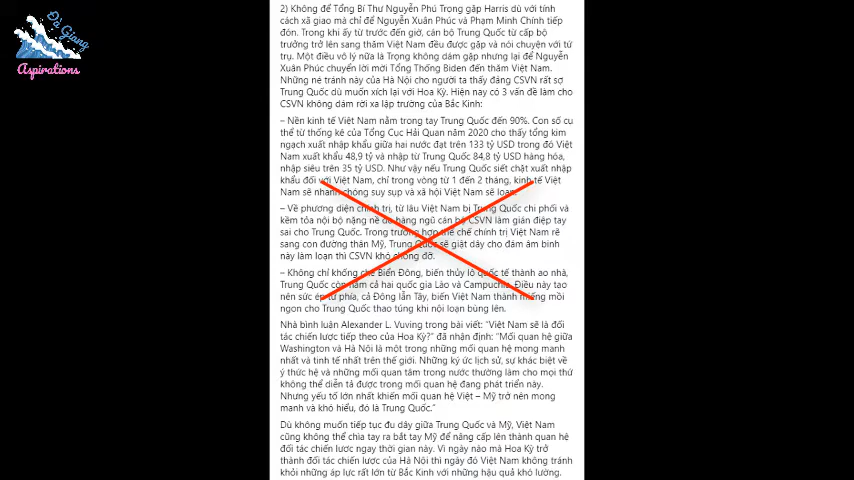 Đà Giang
Aspirations
2) Không để Tổng Bí Thư Nguyễn Phú Trọng gặp Harris dù với tính
cách xã giao mà chỉ để Nguyễn Xuân Phúc và Phạm Minh Chính tiếp
đón. Trong khi ấy từ trước đến giờ, cán bộ Trung Quốc từ cấp bộ
trưởng trở lên sang thăm Việt Nam đều được gặp và nói chuyện với tứ
trụ. Một điều vô lý nữa là Trọng không dám gặp nhưng lại để Nguyễn
Xuân Phúc chuyển lời mời Tổng Thống Biden đến thăm Việt Nam.
Những né tránh này của Hà Nội cho người ta thấy đảng CSVN rất sợ
Trung Quốc dù muốn xích lại với Hoa Kỳ. Hiện nay có 3 vấn đề làm cho
CSVN không dám rời xa lập trường của Bắc Kinh:
– Nền kinh tế Việt Nam nằm trong tay Trung Quốc đến 90%. Con số cụ
thể từ thống kê của Tổng Cục Hải Quan năm 2020 cho thấy tổng kim
ngạch xuất nhập khẩu giữa hai nước đạt trên 133 tỷ USD trong đó Việt
Nam xuất khẩu 48,9 tỷ và nhập từ Trung Quốc 84,8 tỷ USD hàng hóa,
nhập siêu trên 35 tỷ USD. Như vậy nếu Trung Quốc siết chặt xuất nhập
khẩu đối với Việt Nam, chỉ trong vòng từ 1 đến 2 tháng, kinh tế Việt
Nam sẽ nhanh chóng suy sụp và xã hội Việt Nam sẽ loạn.
– Về phương diện chính trị, từ lâu Việt Nam bị Trung Quốc chi phối và
kềm tỏa nội bộ nặng nề do hàng ngũ cán bộ CSVN làm gián điệp tay
sai cho Trung Quốc. Trong trường hợp thể chế chính trị Việt Nam rẽ
sang con đường thân Mỹ, Trung Quốc sẽ giật dây cho đám âm binh
này làm loạn thì CSVN khó chống đỡ.
– Không chỉ khống chế Biển Đông, biến thủy lộ quốc tế thành ao nhà,
Trung Quốc còn nắm cả hai quốc gia Lào và Campuchia. Điều này tạo
nên sức ép tứ phía, cả Đông lẫn Tây, biến Việt Nam thành miếng mồi
ngon cho Trung Quốc thao túng khi nội loạn bùng lên.
Nhà bình luận Alexander L. Vuving trong bài viết: “Việt Nam sẽ là đối
tác chiến lược tiếp theo của Hoa Kỳ?” đã nhận định: “Mối quan hệ giữa
Washington và Hà Nội là một trong những mối quan hệ mong manh
nhất và tinh tế nhất trên thế giới. Những ký ức lịch sử, sự khác biệt về
ý thức hệ và những mối quan tâm trong nước thường làm cho mọi thứ
không thể diễn tả được trong mối quan hệ đang phát triển này.
Nhưng yếu tố lớn nhất khiến mối quan hệ Việt – Mỹ trở nên mong
manh và khó hiểu, đó là Trung Quốc.”
Dù không muốn tiếp tục đu dây giữa Trung Quốc và Mỹ, Việt Nam
cũng không thể chìa tay ra bắt tay Mỹ để nâng cấp lên thành quan hệ
đối tác chiến lược ngay thời gian này. Vì ngày nào mà Hoa Kỳ trở
thành đối tác chiến lược của Hà Nội thì ngày đó Việt Nam không tránh
khỏi những áp lực rất lớn từ Bắc Kinh với những hậu quả khó lường.